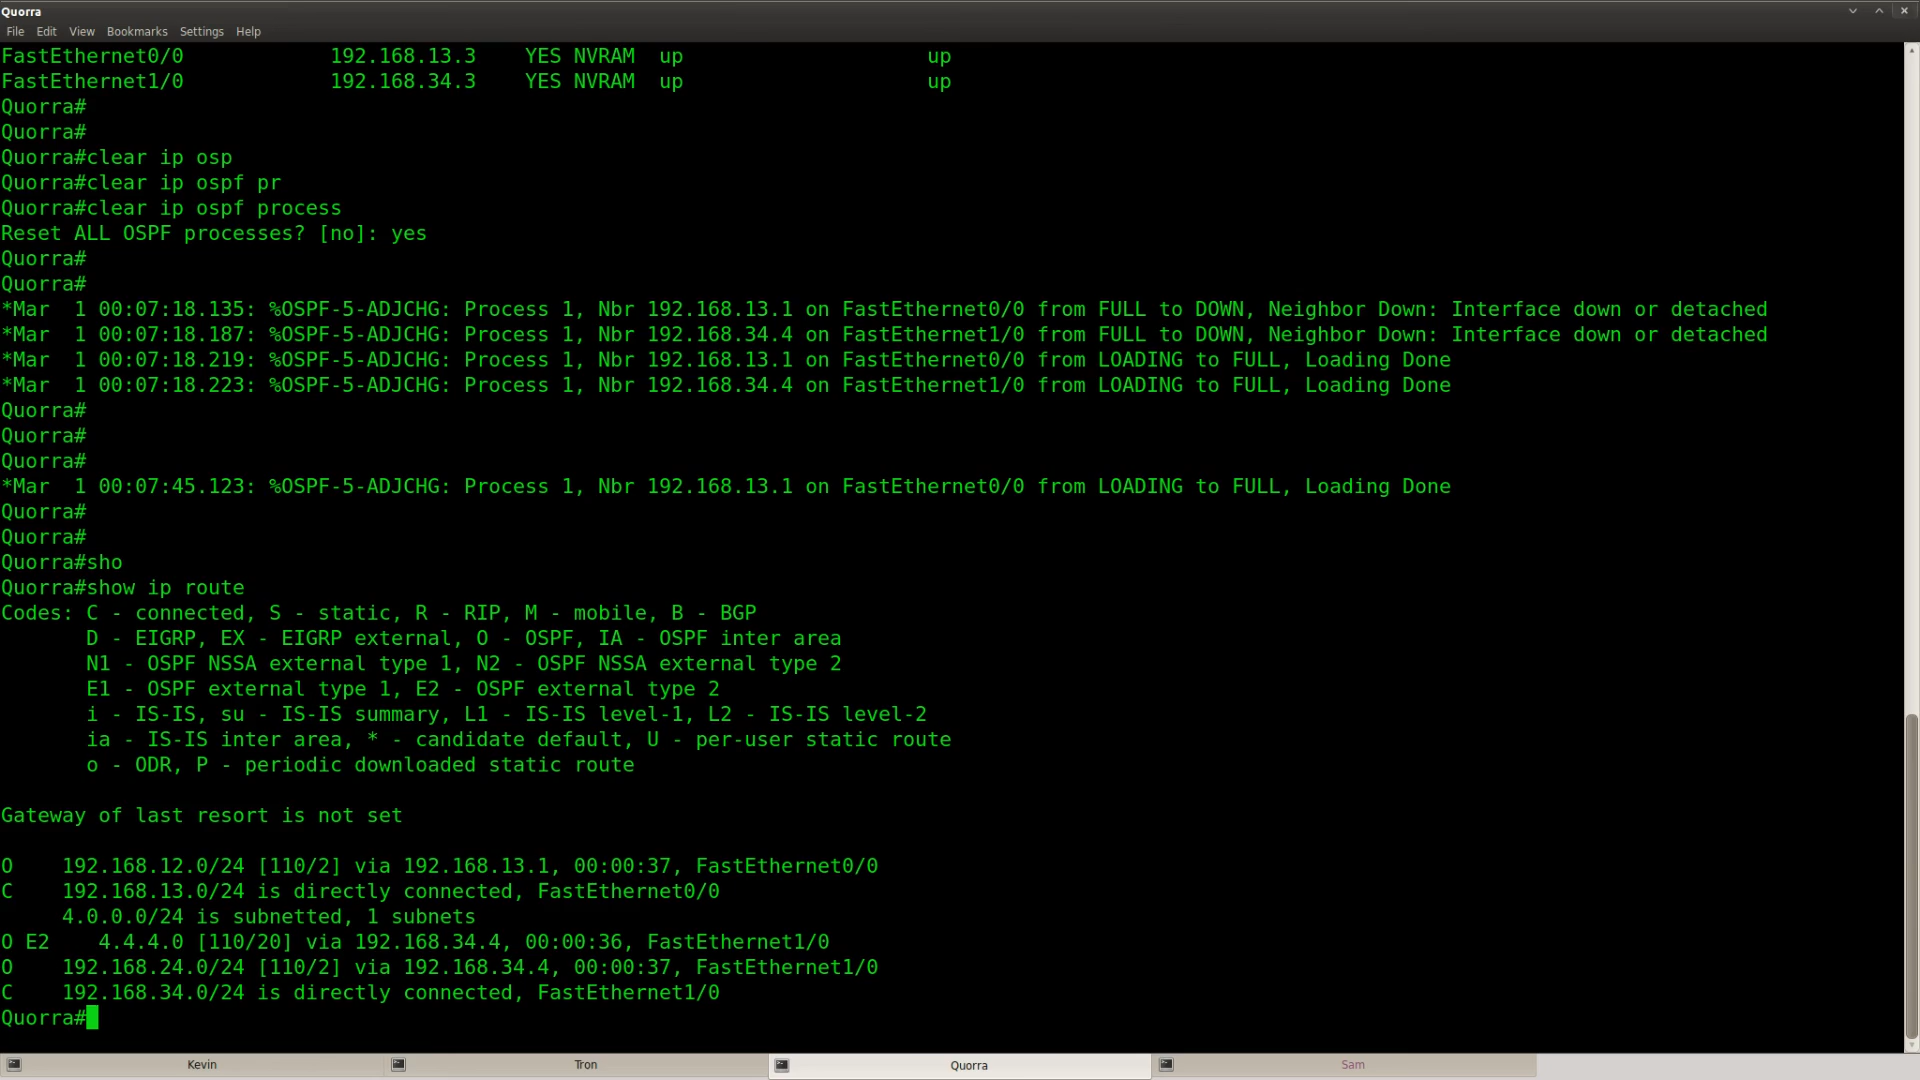 Quorra
File Edit View Bookmarks Settings Help
FastEthernet0/0            192.168.13.3    YES NVRAM  up                    up
FastEthernet1/0            192.168.34.3    YES NVRAM  up                    up
Quorra#
Quorra#
Quorra#clear ip osp
Quorra#clear ip ospf pr
Quorra#clear ip ospf process
Reset ALL OSPF processes? [no]: yes
Quorra#
Quorra#
*Mar  1 00:07:18.135: %OSPF-5-ADJCHG: Process 1, Nbr 192.168.13.1 on FastEthernet0/0 from FULL to DOWN, Neighbor Down: Interface down or detached
*Mar  1 00:07:18.187: %OSPF-5-ADJCHG: Process 1, Nbr 192.168.34.4 on FastEthernet1/0 from FULL to DOWN, Neighbor Down: Interface down or detached
*Mar  1 00:07:18.219: %OSPF-5-ADJCHG: Process 1, Nbr 192.168.13.1 on FastEthernet0/0 from LOADING to FULL, Loading Done
*Mar  1 00:07:18.223: %OSPF-5-ADJCHG: Process 1, Nbr 192.168.34.4 on FastEthernet1/0 from LOADING to FULL, Loading Done
Quorra#
Quorra#
Quorra#
*Mar  1 00:07:45.123: %OSPF-5-ADJCHG: Process 1, Nbr 192.168.13.1 on FastEthernet0/0 from LOADING to FULL, Loading Done
Quorra#
Quorra#
Quorra#sho
Quorra#show ip route
Codes: C - connected, S - static, R - RIP, M - mobile, B - BGP
       D - EIGRP, EX - EIGRP external, O - OSPF, IA - OSPF inter area
       N1 - OSPF NSSA external type 1, N2 - OSPF NSSA external type 2
       E1 - OSPF external type 1, E2 - OSPF external type 2
       i - IS-IS, su - IS-IS summary, L1 - IS-IS level-1, L2 - IS-IS level-2
       ia - IS-IS inter area, * - candidate default, U - per-user static route
       o - ODR, P - periodic downloaded static route
Gateway of last resort is not set
O    192.168.12.0/24 [110/2] via 192.168.13.1, 00:00:37, FastEthernet0/0
C    192.168.13.0/24 is directly connected, FastEthernet0/0
     4.0.0.0/24 is subnetted, 1 subnets
O E2    4.4.4.0 [110/20] via 192.168.34.4, 00:00:36, FastEthernet1/0
O    192.168.24.0/24 [110/2] via 192.168.34.4, 00:00:37, FastEthernet1/0
C    192.168.34.0/24 is directly connected, FastEthernet1/0
Quorra#
Kevin Tron Quorra Sam